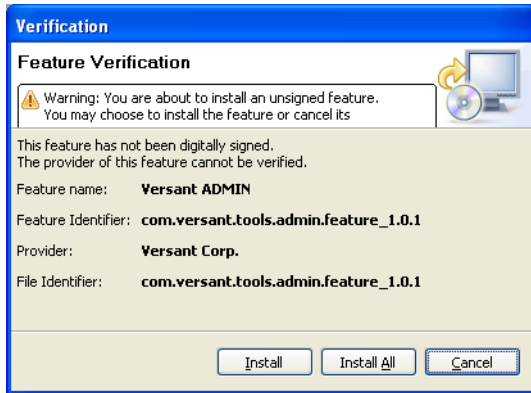 Verification
Feature Verification
Warning: You are about to install an unsigned feature.
You may choose to install the feature or cancel its
This feature has not been digitally signed.
The provider of this feature cannot be verified.
Feature name: Versant ADMIN
Feature Identifier: com.versant.tools.admin.feature_1.0.1
Provider: Versant Corp.
File Identifier: com.versant.tools.admin.feature_1.0.1
Install Install All Cancel